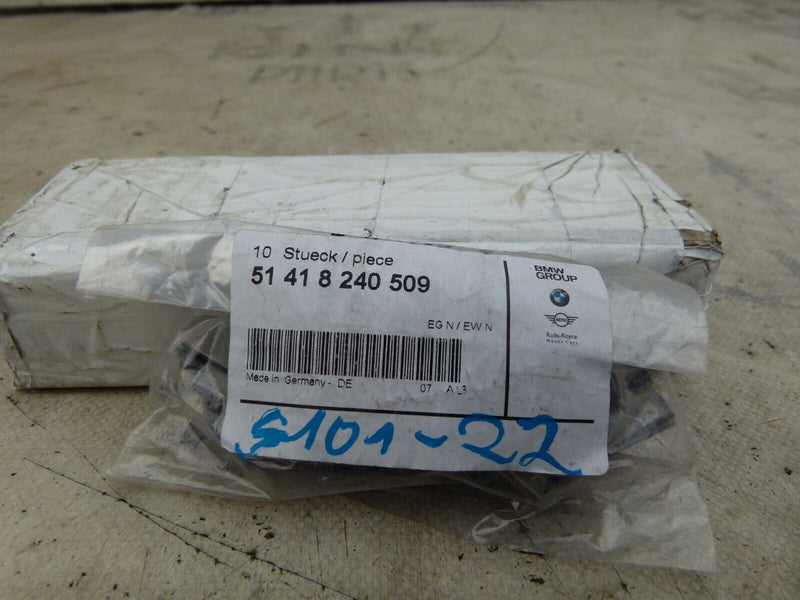 10 Stueck / piece
51 41 8 240 509
EG N / EW N
Made in Germany - DE 07
BMW
GROUP
MINI
Rolls-Royce
S101-22